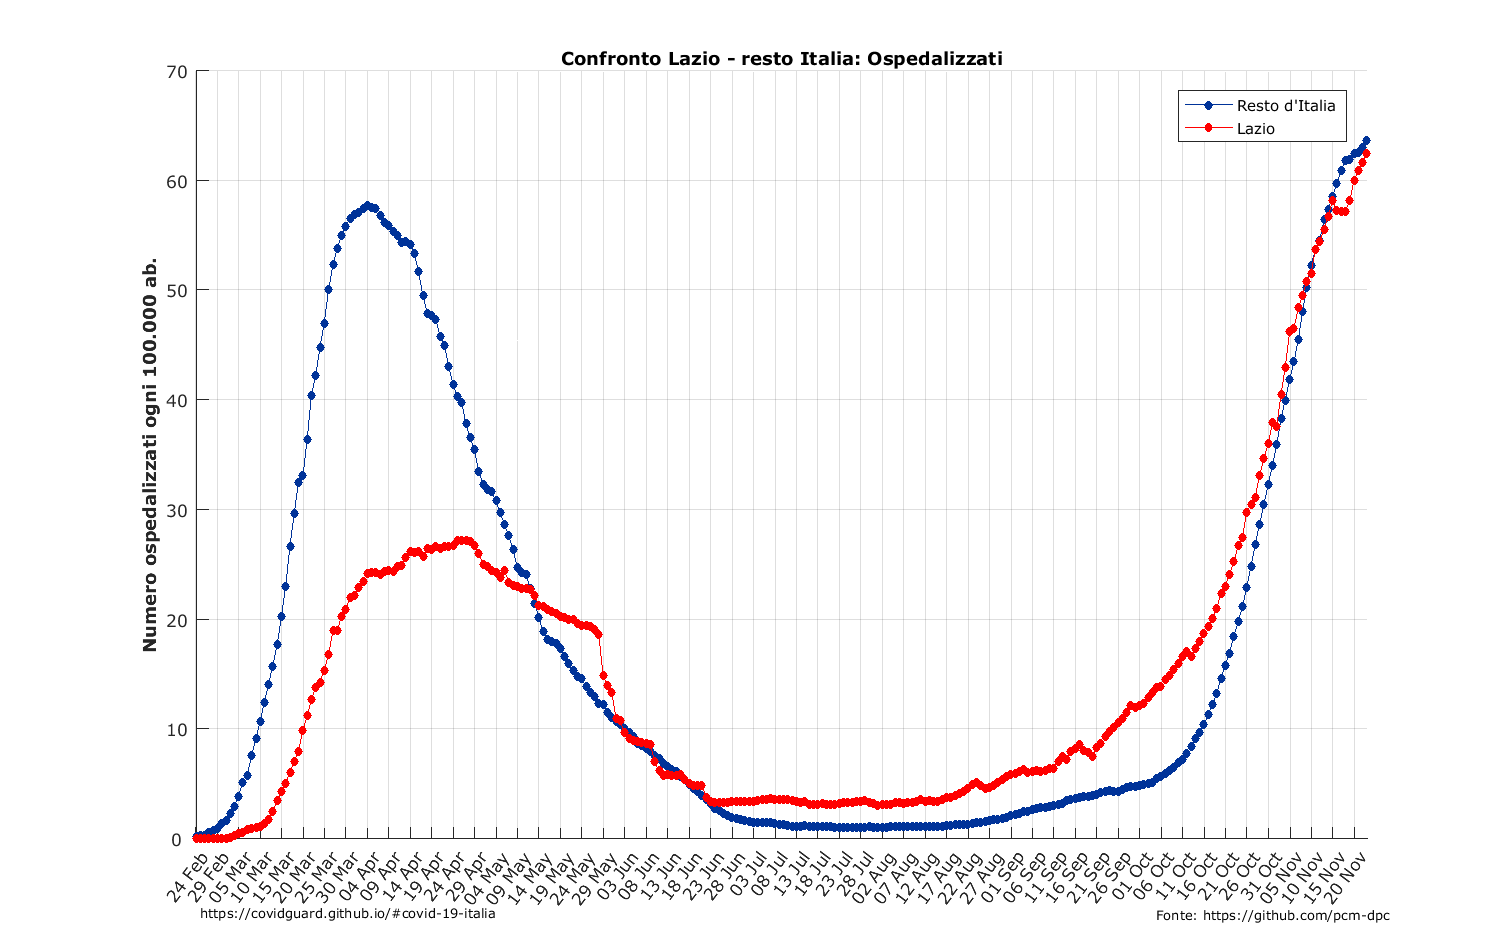 Confronto Lazio - resto Italia: Ospedalizzati
Resto d'Italia
Lazio
Numero ospedalizzati ogni 100.000 ab.
70
60
50
40
30
20
10
0
24 Feb
29 Feb
05 Mar
10 Mar
15 Mar
20 Mar
25 Mar
30 Mar
04 Apr
09 Apr
14 Apr
19 Apr
24 Apr
29 Apr
04 May
09 May
14 May
19 May
24 May
29 May
03 Jun
08 Jun
13 Jun
18 Jun
23 Jun
28 Jun
03 Jul
08 Jul
13 Jul
18 Jul
23 Jul
28 Jul
02 Aug
07 Aug
12 Aug
17 Aug
22 Aug
27 Aug
01 Sep
06 Sep
11 Sep
16 Sep
21 Sep
26 Sep
01 Oct
06 Oct
11 Oct
16 Oct
21 Oct
26 Oct
31 Oct
05 Nov
10 Nov
15 Nov
20 Nov
https://covidguard.github.io/#covid-19-italia
Fonte: https://github.com/pcm-dpc